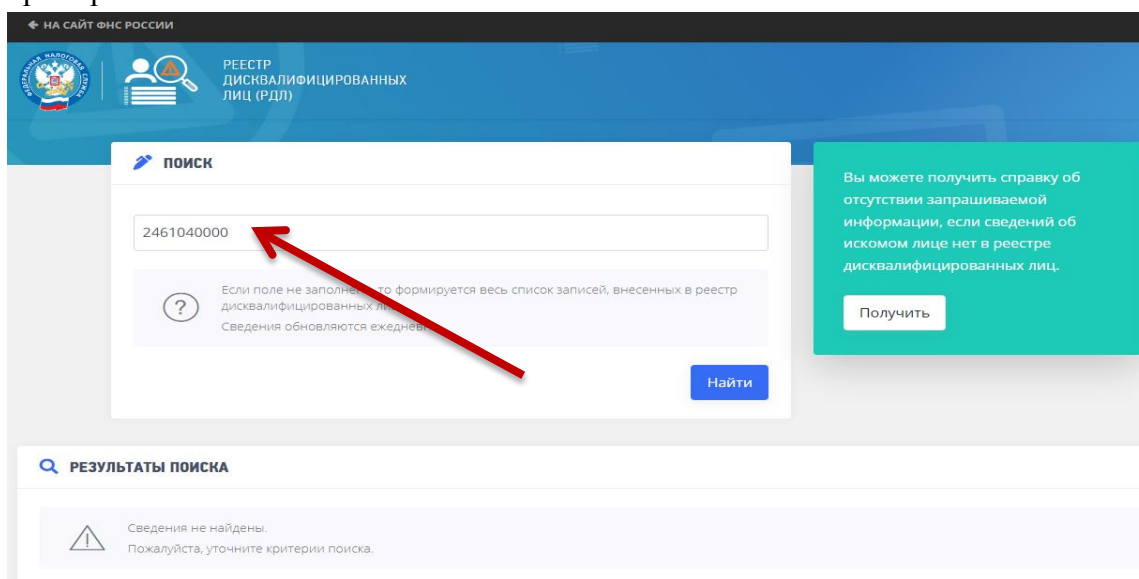 НА САЙТ ФНС РОССИИ
РЕЕСТР
ДИСКВАЛИФИЦИРОВАННЫХ
ЛИЦ (РДЛ)
ПОИСК
2461040000
Если поле не заполнено, то формируется весь список записей, внесенных в реестр
дисквалифицированных
Сведения обновляются
Найти
Вы можете получить справку об
отсутствии запрашиваемой
информации, если сведений об
искомом лице нет в реестре
дисквалифицированных лиц.
Получить
РЕЗУЛЬТАТЫ ПОИСКА
Сведения не найдены.
Пожалуйста, уточните критерии поиска.